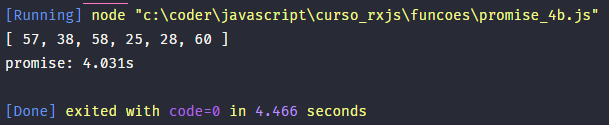 [Running] node "c:\coder\javascript\curso_rxjs\funcoes\promise_4b.js"
[ 57, 38, 58, 25, 28, 60 ]
promise: 4.031s
[Done] exited with code=0 in 4.466 seconds